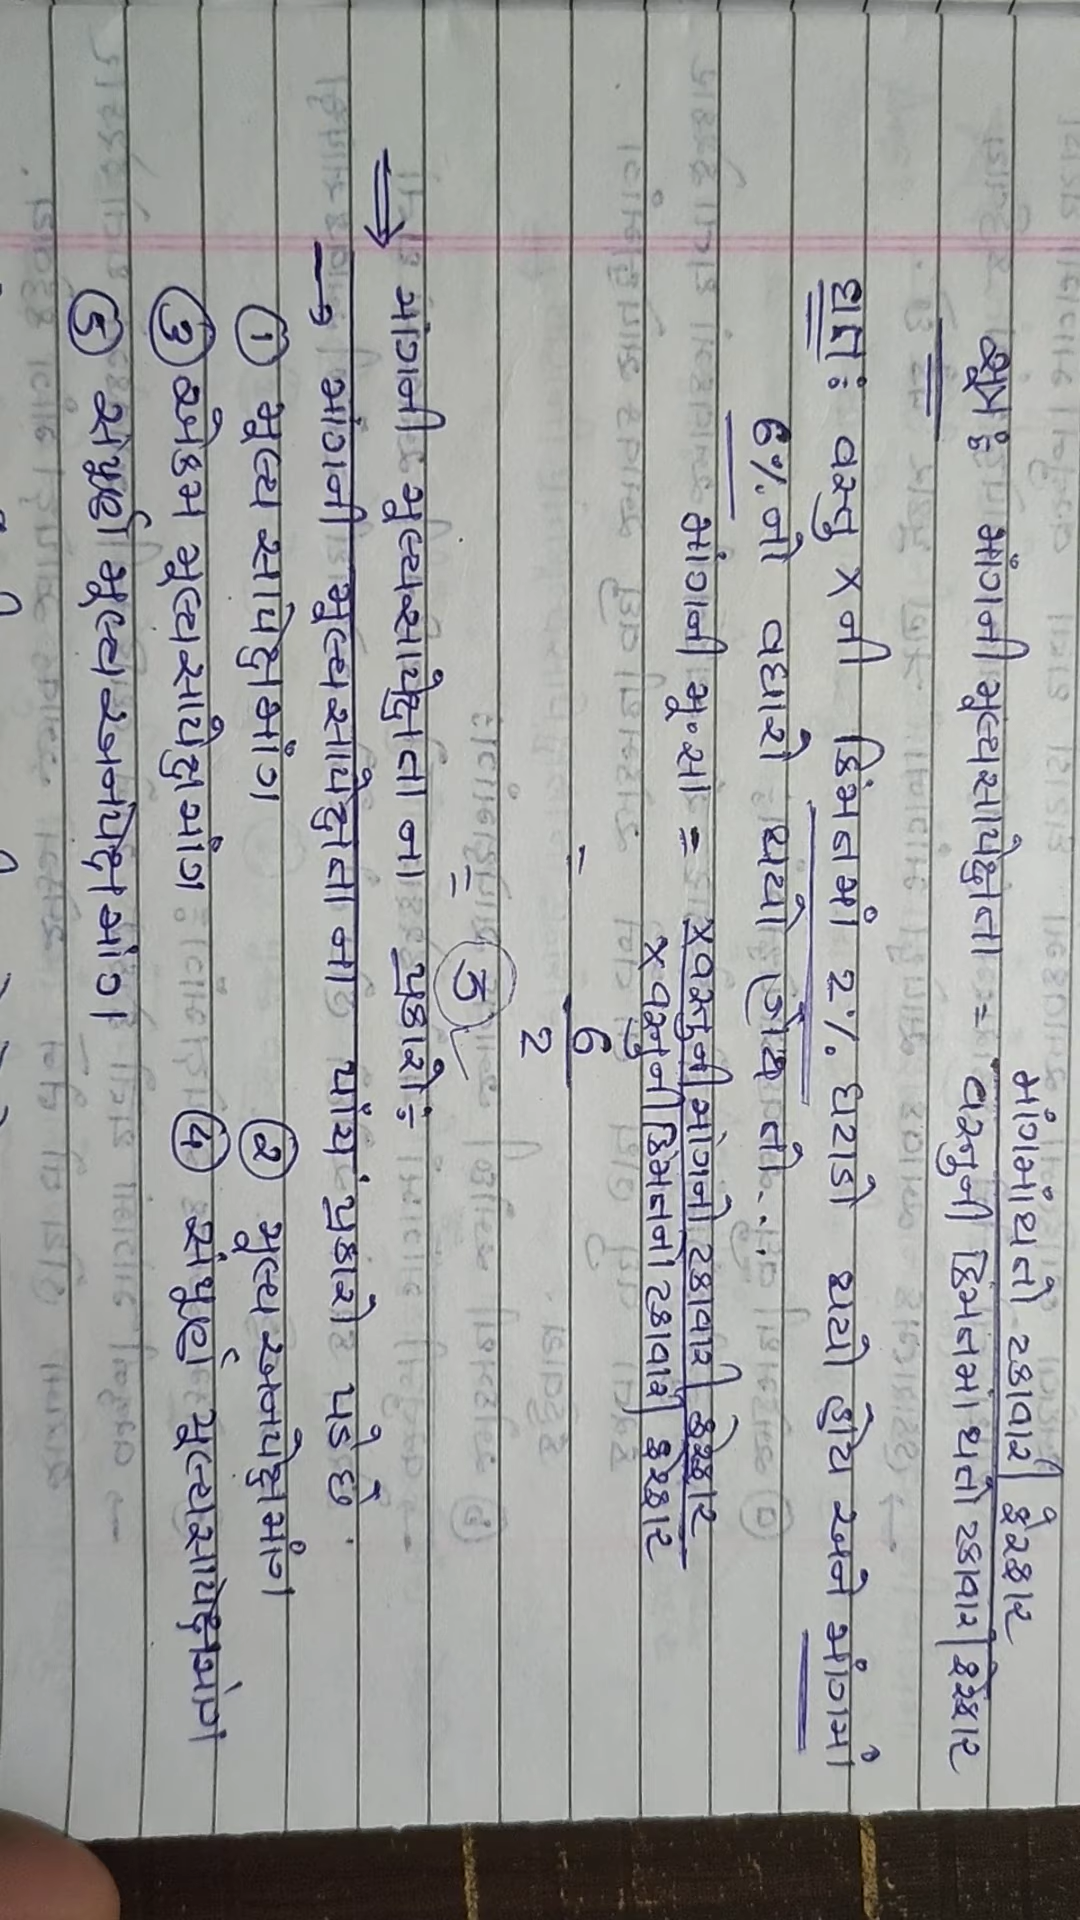 માંગમાં થતો ટકાવારી ફેરફાર
સૂત્ર: માંગની મૂલ્યસાપેક્ષતા = વસ્તુની કિંમતમાં થતો ટકાવારી ફેરફાર
ધારો: વસ્તુ X ની કિંમતમાં 2% ઘટાડો થયો હોય અને માંગમાં
6% નો વધારો થયો હોય તો..
માંગની મૂ.સા = X વસ્તુની માંગનો ટકાવારી ફેરફાર
X વસ્તુની કિંમતનો ટકાવારી ફેરફાર
= 6
2
= 3
⇒ માંગની મૂલ્યસાપેક્ષતા ના પ્રકારો:
→ માંગની મૂલ્યસાપેક્ષતા ના પાંચ પ્રકારો પડે છે.
① મૂલ્ય સાપેક્ષ માંગ ② મૂલ્ય અનપેક્ષ માંગ
③ એકમ મૂલ્ય સાપેક્ષ માંગ ④ સંપૂર્ણ મૂલ્યસાપેક્ષ માંગ
⑤ સંપૂર્ણ મૂલ્ય અનપેક્ષ માંગ